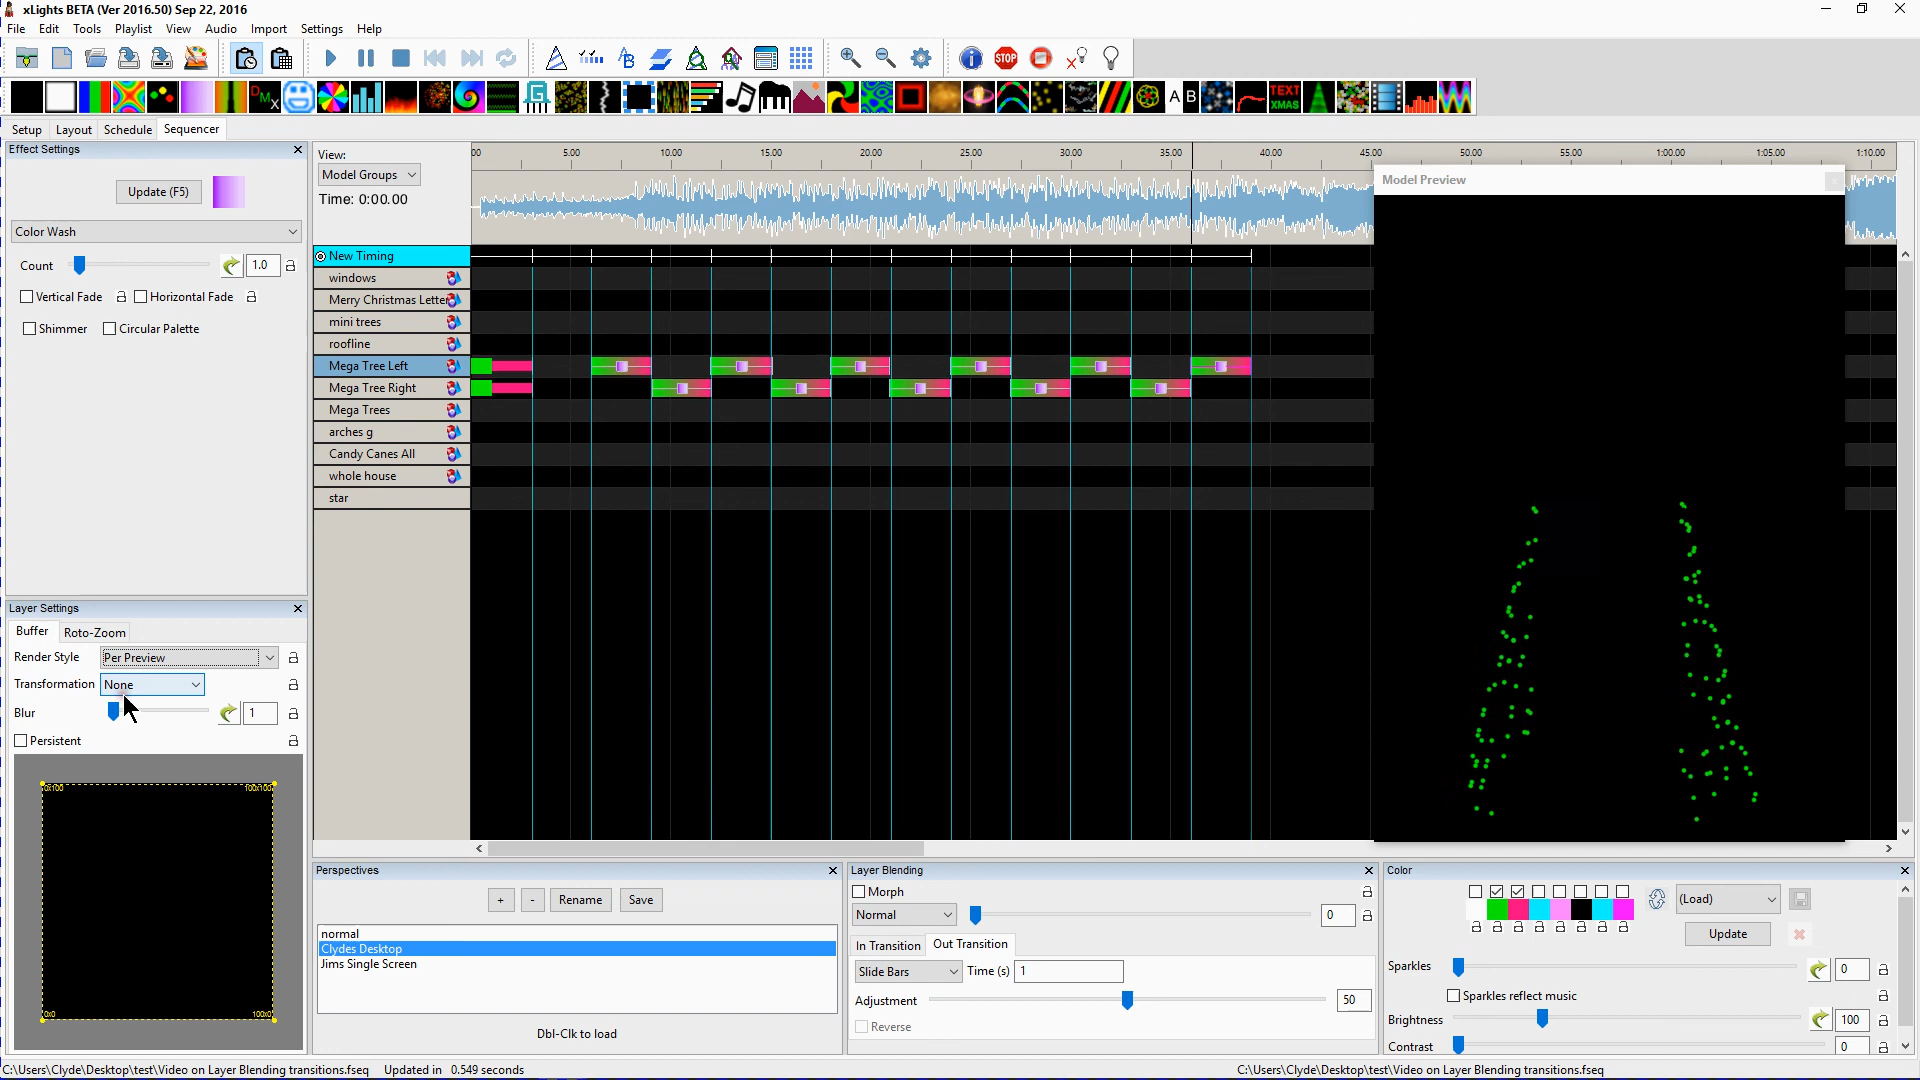 xLights BETA (Ver 2016.50) Sep 22, 2016
File Edit Tools Playlist View Audio Import Settings Help
DMX
A B
TEXT
XMAS
Setup Layout Schedule Sequencer
Effect Settings
Update (F5)
Color Wash
Count 1.0
Vertical Fade Horizontal Fade
Shimmer Circular Palette
View:
Model Groups
Time: 0:00.00
00 5.00 10.00 15.00 20.00 25.00 30.00 35.00 40.00 45.00 50.00 55.00 1:00.00 1:05.00 1:10.00
Model Preview
New Timing
windows
Merry Christmas Letter
mini trees
roofline
Mega Tree Left
Mega Tree Right
Mega Trees
arches g
Candy Canes All
whole house
star
Layer Settings
Buffer Roto-Zoom
Render Style Per Preview
Transformation None
Blur 1
Persistent
0x100 100x100
0x0 100x0
Perspectives
+ - Rename Save
normal
Clydes Desktop
Jims Single Screen
Dbl-Clk to load
Layer Blending
Morph
Normal 0
In Transition Out Transition
Slide Bars Time (s) 1
Adjustment 50
Reverse
Color
(Load)
Update
Sparkles 0
Sparkles reflect music
Brightness 100
Contrast 0
C:\Users\Clyde\Desktop\test\Video on Layer Blending transitions.fseq Updated in 0.549 seconds
C:\Users\Clyde\Desktop\test\Video on Layer Blending transitions.fseq